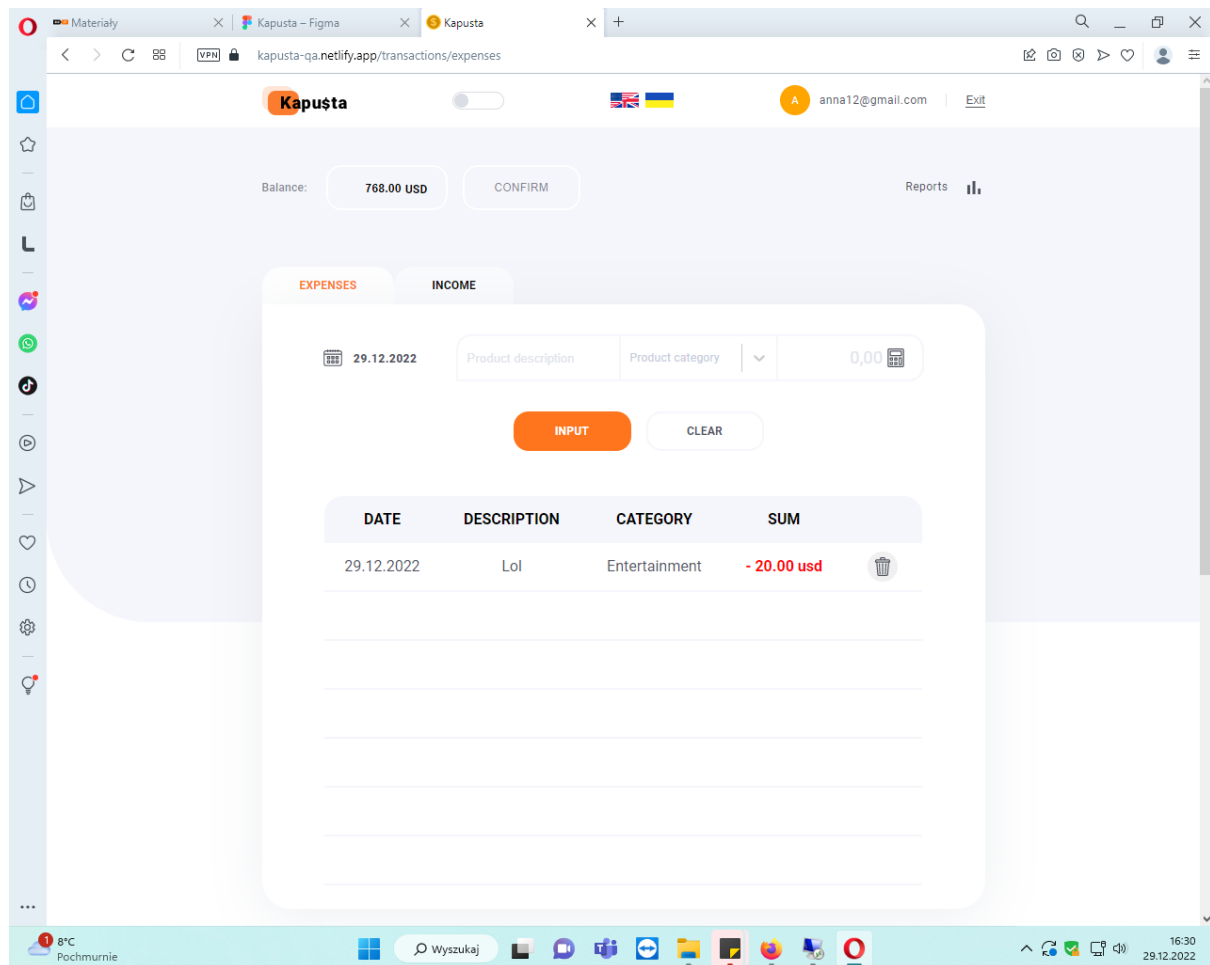 Materiały
Kapusta – Figma
Kapusta
VPN
kapusta-qa.netlify.app/transactions/expenses
Kapu$ta
A
anna12@gmail.com
Exit
Balance:
768.00 USD
CONFIRM
Reports
EXPENSES
INCOME
29.12.2022
Product description
Product category
0,00
INPUT
CLEAR
DATE DESCRIPTION CATEGORY SUM
29.12.2022 Lol Entertainment - 20.00 usd
1
8°C
Pochmurnie
Wyszukaj
16:30
29.12.2022